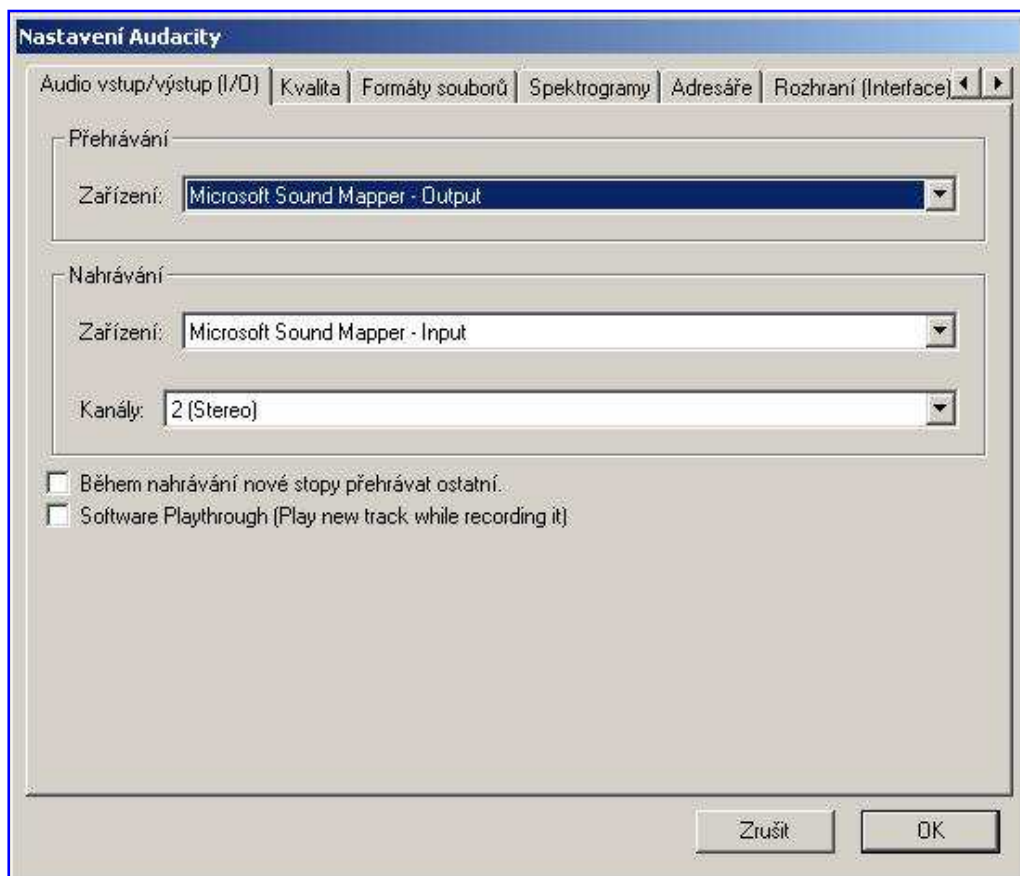 Nastavení Audacity
Audio vstup/výstup (I/O) Kvalita Formáty souborů Spektrogramy Adresáře Rozhraní (Interface)
Přehrávání
Zařízení: Microsoft Sound Mapper - Output
Nahrávání
Zařízení: Microsoft Sound Mapper - Input
Kanály: 2 (Stereo)
Během nahrávání nové stopy přehrávat ostatní.
Software Playthrough (Play new track while recording it)
Zrušit OK